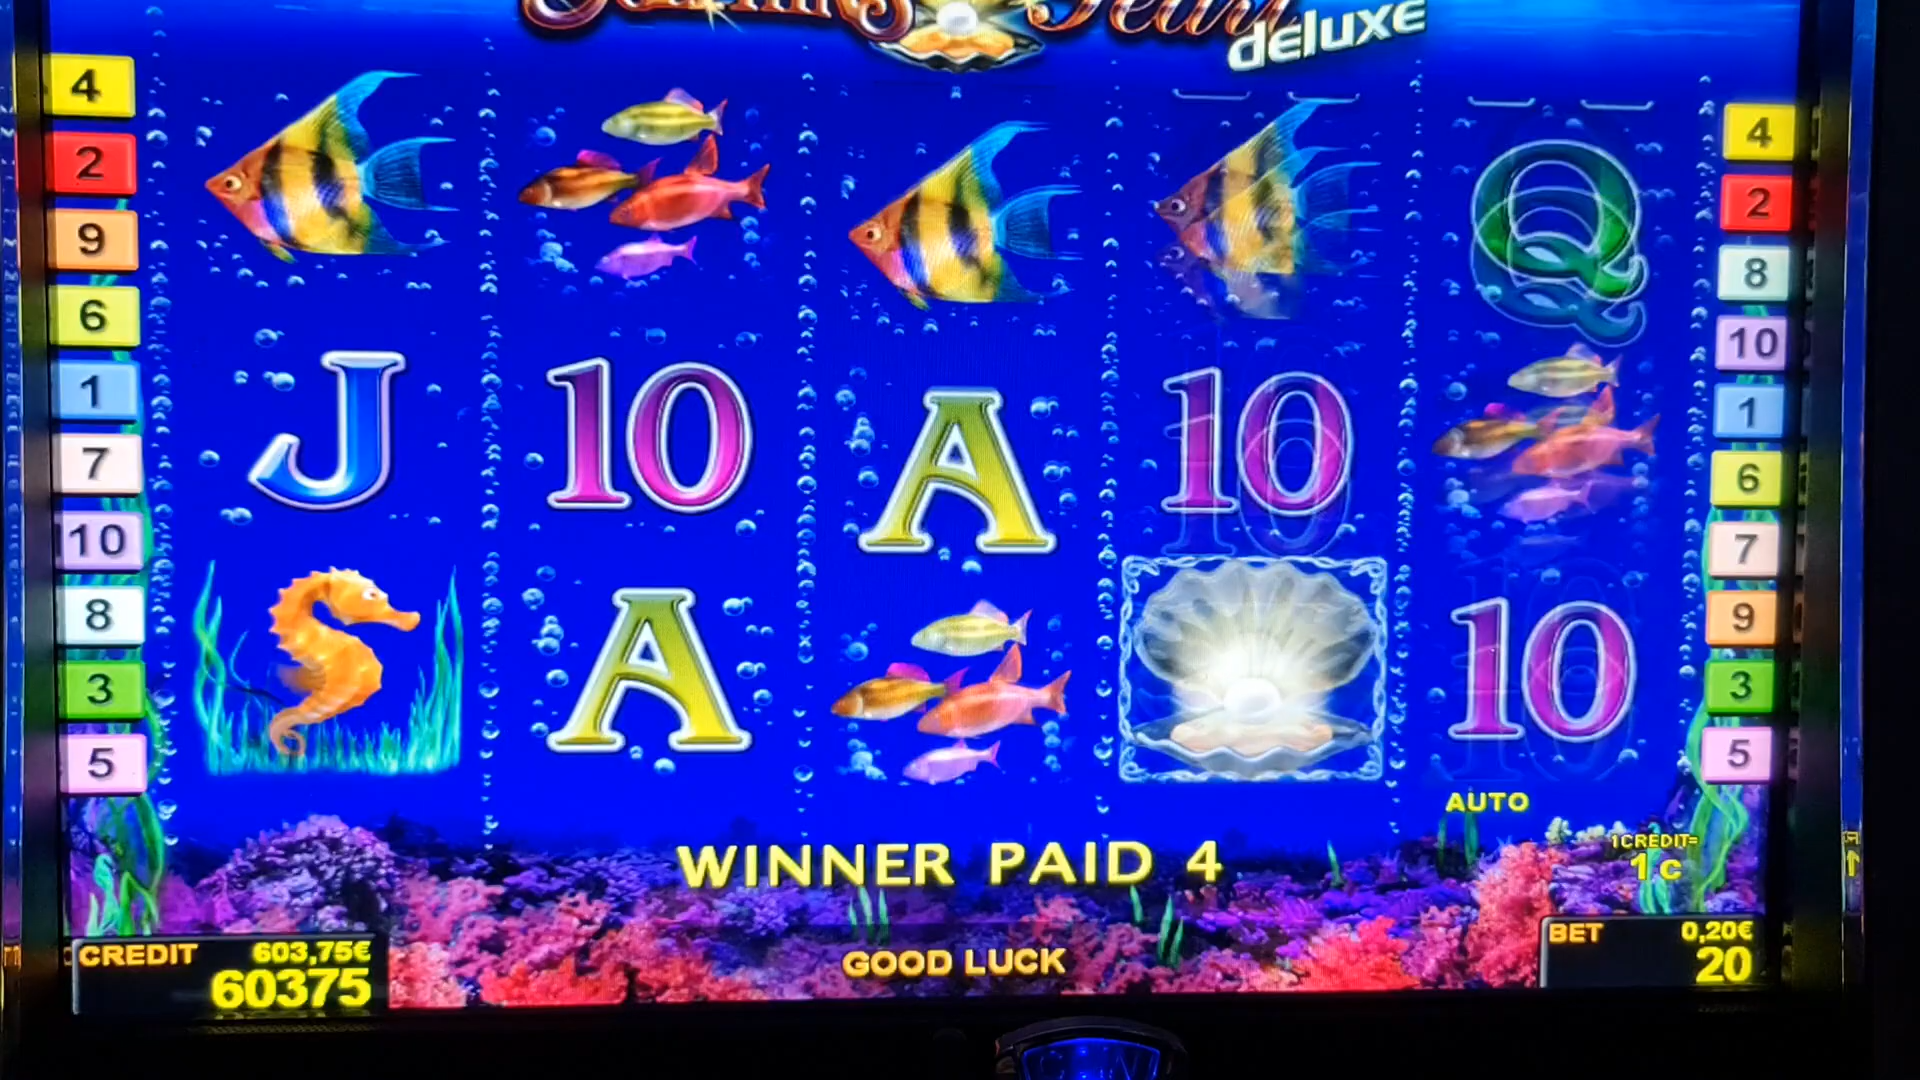 deluxe
4
2
9
6
1
7
10
8
3
5
Q
J 10 A 10
A 10
4
2
8
10
1
6
7
9
3
5
AUTO
WINNER PAID 4
1CREDIT=
1 c
CREDIT 603,75€
60375
GOOD LUCK
BET 0,20€
20